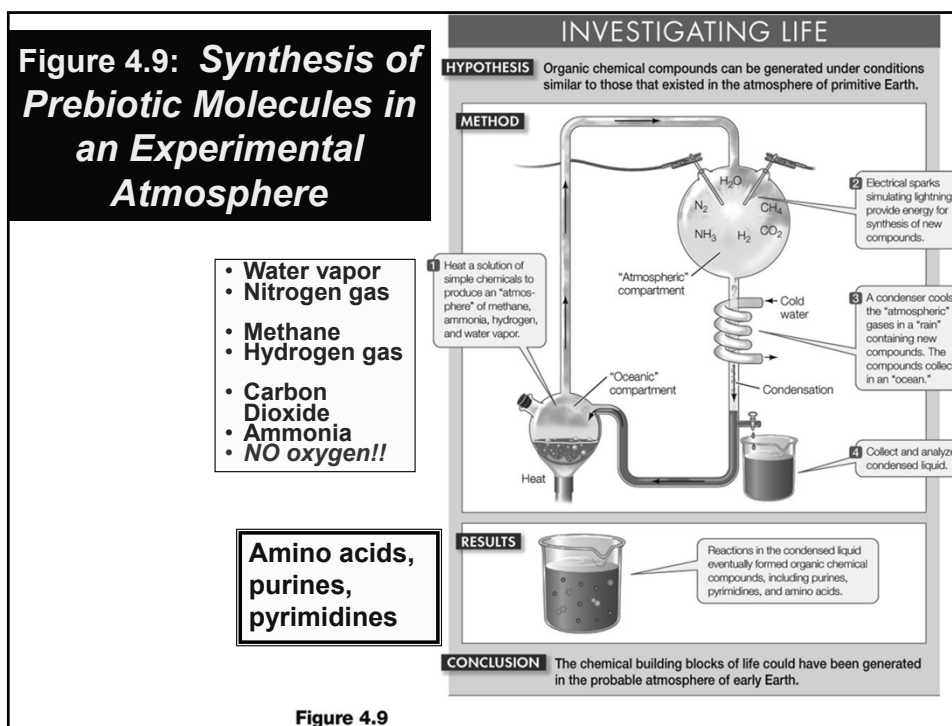 Figure 4.9: Synthesis of
Prebiotic Molecules in
an Experimental
Atmosphere
• Water vapor
• Nitrogen gas
• Methane
• Hydrogen gas
• Carbon
Dioxide
• Ammonia
• NO oxygen!!
Amino acids,
purines,
pyrimidines
INVESTIGATING LIFE
HYPOTHESIS Organic chemical compounds can be generated under conditions
similar to those that existed in the atmosphere of primitive Earth.
METHOD
1 Heat a solution of
simple chemicals to
produce an "atmos-
phere" of methane,
ammonia, hydrogen,
and water vapor.
H2O
N2
CH4
NH3
H2
CO2
"Atmospheric"
compartment
2 Electrical sparks
simulating lightning
provide energy for
synthesis of new
compounds.
Cold
water
3 A condenser cools
the "atmospheric"
gases in a "rain"
containing new
compounds. The
compounds collect
in an "ocean."
Condensation
"Oceanic"
compartment
Heat
4 Collect and analyze
condensed liquid.
RESULTS
Reactions in the condensed liquid
eventually formed organic chemical
compounds, including purines,
pyrimidines, and amino acids.
CONCLUSION The chemical building blocks of life could have been generated
in the probable atmosphere of early Earth.
Figure 4.9